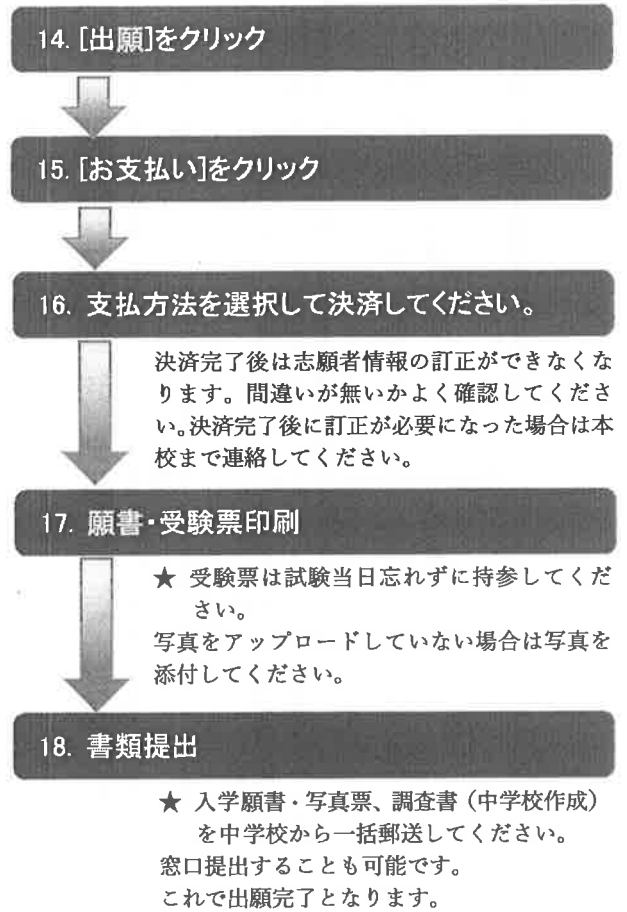 14. [出願]をクリック
15. [お支払い]をクリック
16. 支払方法を選択して決済してください。
決済完了後は志願者情報の訂正ができなくな
ります。間違いが無いかよく確認してくださ
い。決済完了後に訂正が必要になった場合は本
校まで連絡してください。
17. 願書・受験票印刷
★ 受験票は試験当日忘れずに持参してくだ
さい。
写真をアップロードしていない場合は写真を
添付してください。
18. 書類提出
★ 入学願書・写真票、調査書（中学校作成）
を中学校から一括郵送してください。
窓口提出することも可能です。
これで出願完了となります。